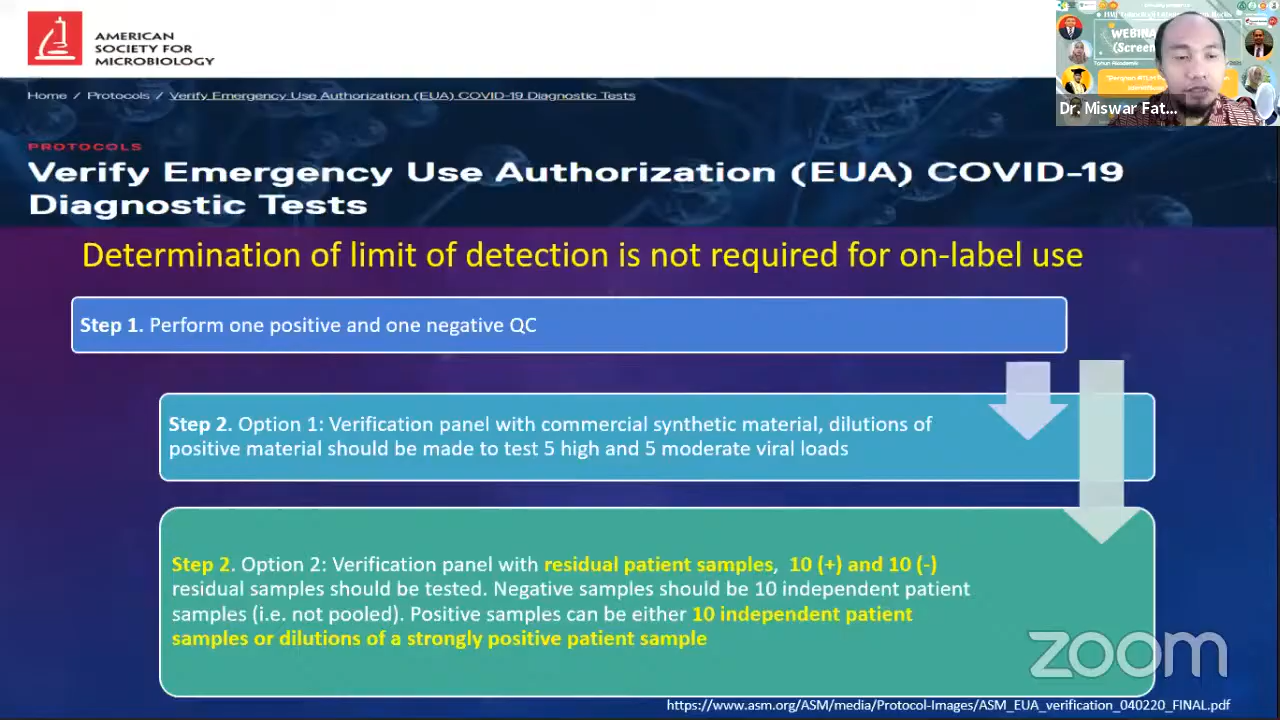 AMERICAN
SOCIETY FOR
MICROBIOLOGY
Home / Protocols / Verify Emergency Use Authorization (EUA) COVID-19 Diagnostic Tests
PROTOCOLS
Verify Emergency Use Authorization (EUA) COVID-19
Diagnostic Tests
WEBINA
(Screen
Dr. Miswar Fat...
Determination of limit of detection is not required for on-label use
Step 1. Perform one positive and one negative QC
Step 2. Option 1: Verification panel with commercial synthetic material, dilutions of
positive material should be made to test 5 high and 5 moderate viral loads
Step 2. Option 2: Verification panel with residual patient samples, 10 (+) and 10 (-)
residual samples should be tested. Negative samples should be 10 independent patient
samples (i.e. not pooled). Positive samples can be either 10 independent patient
samples or dilutions of a strongly positive patient sample
zoom
https://www.asm.org/ASM/media/Protocol-Images/ASM_EUA_verification_040220_FINAL.pdf